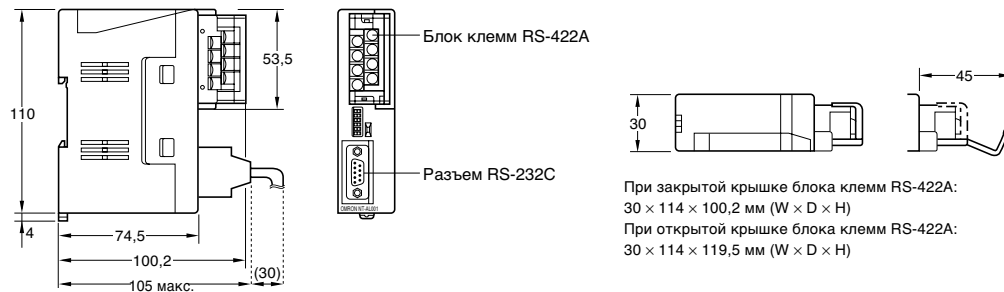 110
53,5
4
74,5
100,2
(30)
105 макс.
Блок клемм RS-422A
Разъем RS-232C
OMRON NT-AL001
30
45
При закрытой крышке блока клемм RS-422A:
30 × 114 × 100,2 мм (W × D × H)
При открытой крышке блока клемм RS-422A:
30 × 114 × 119,5 мм (W × D × H)